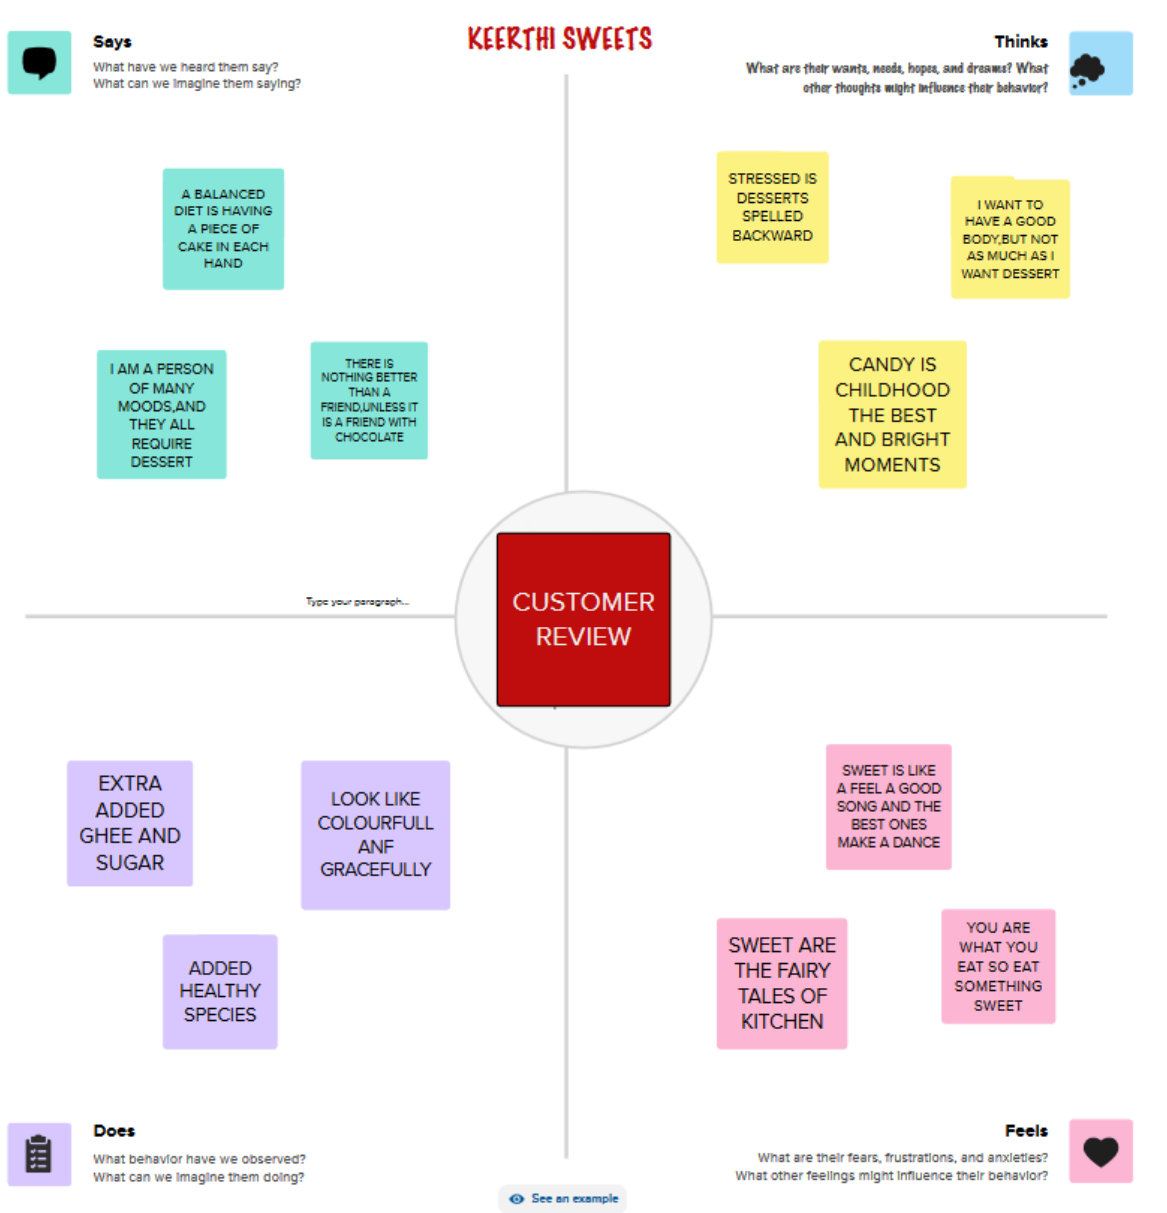 KEERTHI SWEETS
Says
What have we heard them say?
What can we imagine them saying?
Thinks
What are their wants, needs, hopes, and dreams? What
other thoughts might influence their behavior?
A BALANCED
DIET IS HAVING
A PIECE OF
CAKE IN EACH
HAND
I AM A PERSON
OF MANY
MOODS,AND
THEY ALL
REQUIRE
DESSERT
THERE IS
NOTHING BETTER
THAN A
FRIEND,UNLESS IT
IS A FRIEND WITH
CHOCOLATE
STRESSED IS
DESSERTS
SPELLED
BACKWARD
I WANT TO
HAVE A GOOD
BODY,BUT NOT
AS MUCH AS I
WANT DESSERT
CANDY IS
CHILDHOOD
THE BEST
AND BRIGHT
MOMENTS
Type your paragraph...
CUSTOMER
REVIEW
EXTRA
ADDED
GHEE AND
SUGAR
LOOK LIKE
COLOURFULL
ANF
GRACEFULLY
ADDED
HEALTHY
SPECIES
SWEET IS LIKE
A FEEL A GOOD
SONG AND THE
BEST ONES
MAKE A DANCE
SWEET ARE
THE FAIRY
TALES OF
KITCHEN
YOU ARE
WHAT YOU
EAT SO EAT
SOMETHING
SWEET
Does
What behavior have we observed?
What can we imagine them doing?
Feels
What are their fears, frustrations, and anxieties?
What other feelings might influence their behavior?
See an example